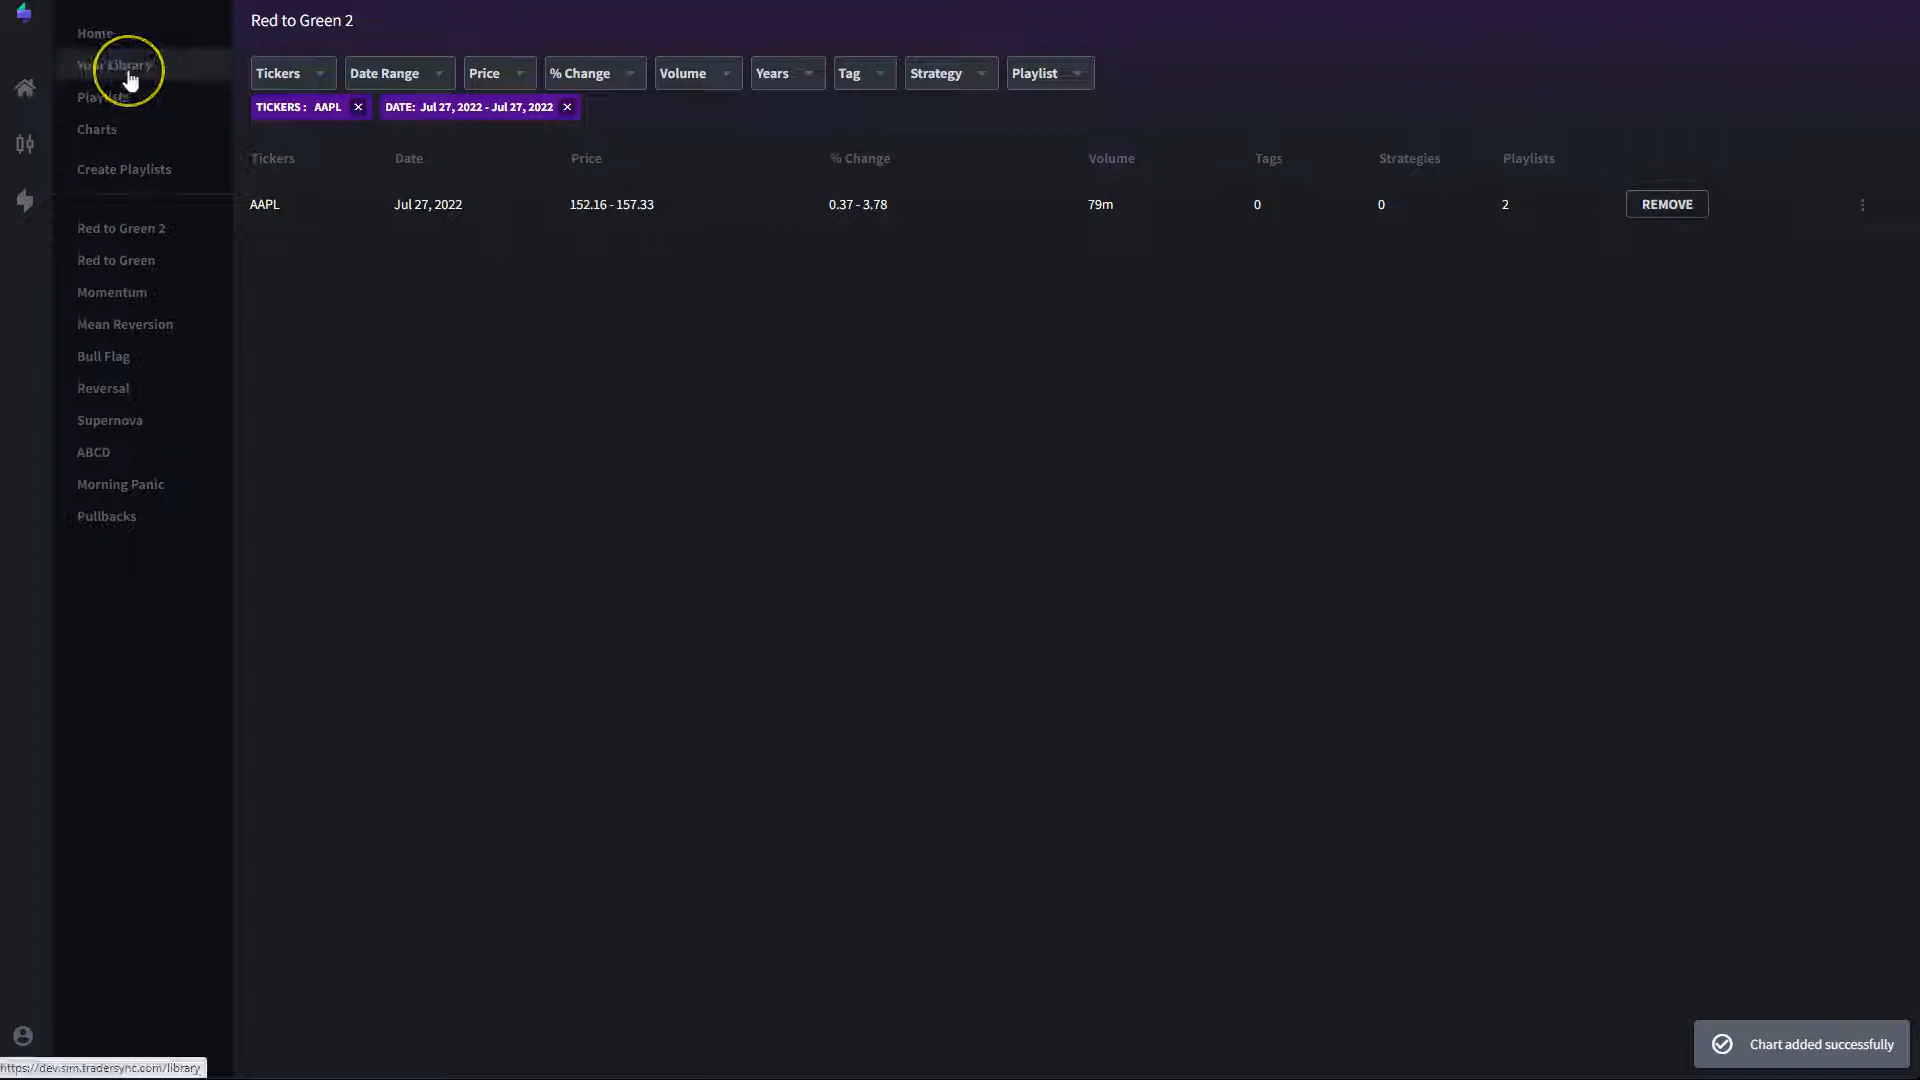 Red to Green 2
Home
Your Library
Playlists
Charts
Create Playlists
Red to Green 2
Red to Green
Momentum
Mean Reversion
Bull Flag
Reversal
Supernova
ABCD
Morning Panic
Pullbacks
Tickers Date Range Price % Change Volume Years Tag Strategy Playlist
TICKERS : AAPL × DATE: Jul 27, 2022 - Jul 27, 2022 ×
Tickers Date Price % Change Volume Tags Strategies Playlists
AAPL Jul 27, 2022 152.16 - 157.33 0.37 - 3.78 79m 0 0 2 REMOVE
Chart added successfully
https://dev.sim.tradersync.com/library